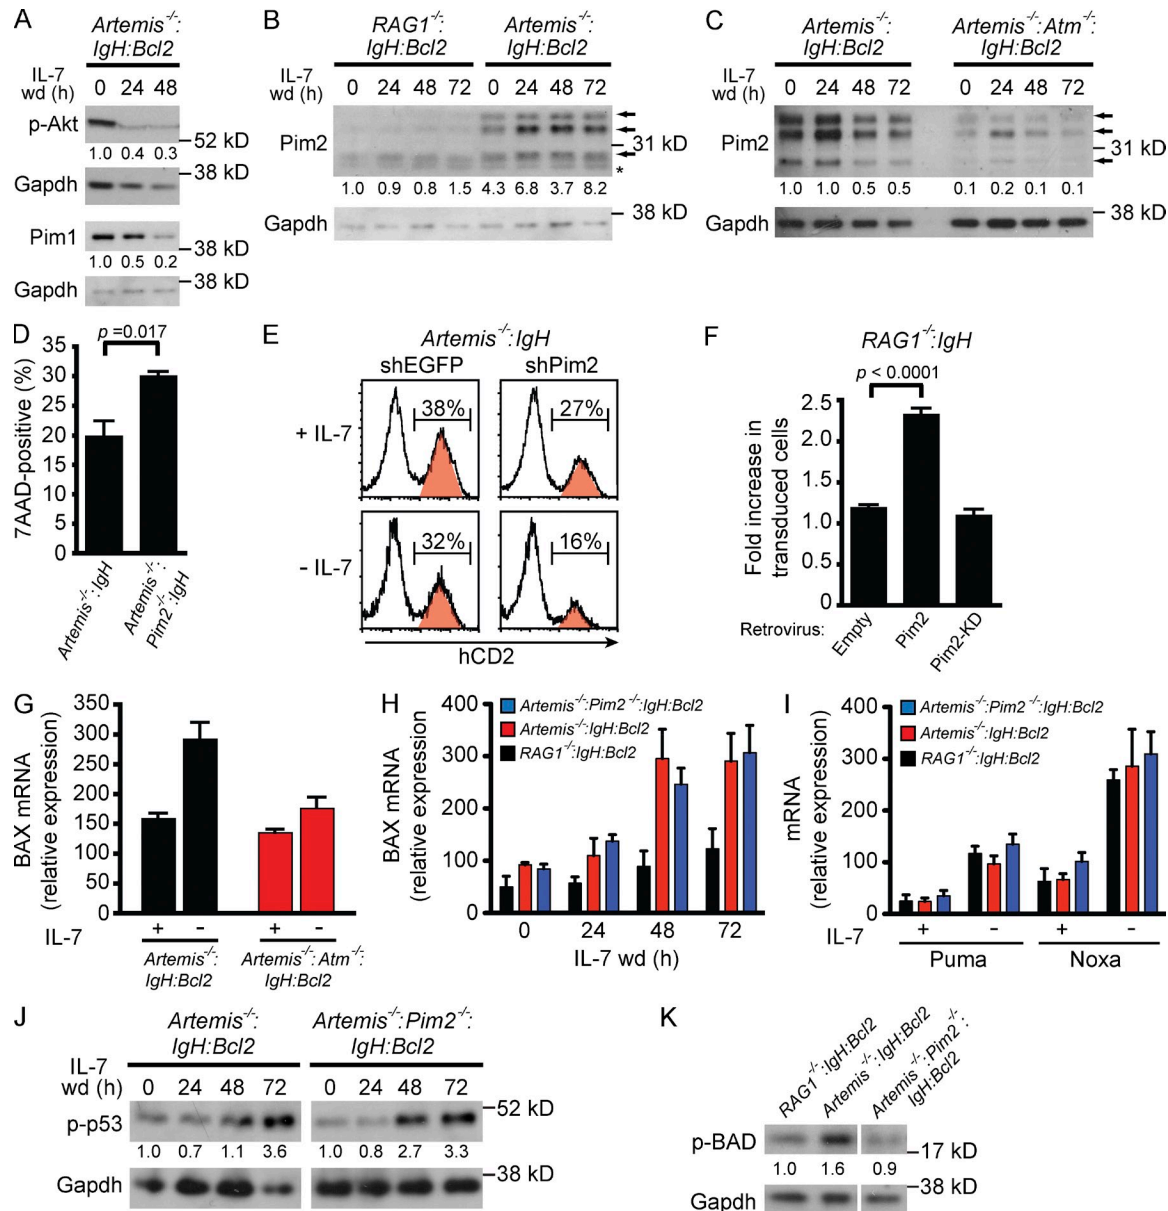 A
Artemis-/-:
IgH:Bcl2
IL-7
wd (h)
0 24 48
p-Akt
52 kD
1.0 0.4 0.3
38 kD
Gapdh
Pim1
38 kD
1.0 0.5 0.2
38 kD
Gapdh
B
RAG1-/-: Artemis-/-:
IgH:Bcl2 IgH:Bcl2
IL-7
wd (h)
0 24 48 72 0 24 48 72
Pim2
31 kD
*
1.0 0.9 0.8 1.5 4.3 6.8 3.7 8.2
38 kD
Gapdh
C
Artemis-/-: Artemis-/-:Atm-/-:
IgH:Bcl2 IgH:Bcl2
IL-7
wd (h)
0 24 48 72 0 24 48 72
Pim2
31 kD
1.0 1.0 0.5 0.5 0.1 0.2 0.1 0.1
38 kD
Gapdh
D
p =0.017
7AAD-positive (%)
35
30
25
20
15
10
5
0
Artemis-/-:IgH
Artemis-/-:
Pim2-/-:IgH
E
Artemis-/-:IgH
shEGFP shPim2
+ IL-7
38% 27%
- IL-7
32% 16%
hCD2
F
RAG1-/-:IgH
p < 0.0001
Fold increase in
transduced cells
2.5
2.0
1.5
1.0
0.5
0
Retrovirus:
Empty
Pim2
Pim2-KD
G
BAX mRNA
(relative expression)
350
300
250
200
150
100
50
0
IL-7
+ - + -
Artemis-/-: Artemis-/-:Atm-/-:
IgH:Bcl2 IgH:Bcl2
H
BAX mRNA
(relative expression)
400
300
200
100
0
Artemis-/-:Pim2-/-:IgH:Bcl2
Artemis-/-:IgH:Bcl2
RAG1-/-:IgH:Bcl2
0 24 48 72
IL-7 wd (h)
I
mRNA
(relative expression)
400
300
200
100
0
Artemis-/-:Pim2-/-:IgH:Bcl2
Artemis-/-:IgH:Bcl2
RAG1-/-:IgH:Bcl2
IL-7
+ - + -
Puma Noxa
J
Artemis-/-: Artemis-/-:Pim2-/-:
IgH:Bcl2 IgH:Bcl2
IL-7
wd (h)
0 24 48 72 0 24 48 72
52 kD
p-p53
1.0 0.7 1.1 3.6 1.0 0.8 2.7 3.3
38 kD
Gapdh
K
RAG1-/-:IgH:Bcl2
Artemis-/-:IgH:Bcl2
Artemis-/-:Pim2-/-:
IgH:Bcl2
p-BAD
17 kD
1.0 1.6 0.9
38 kD
Gapdh